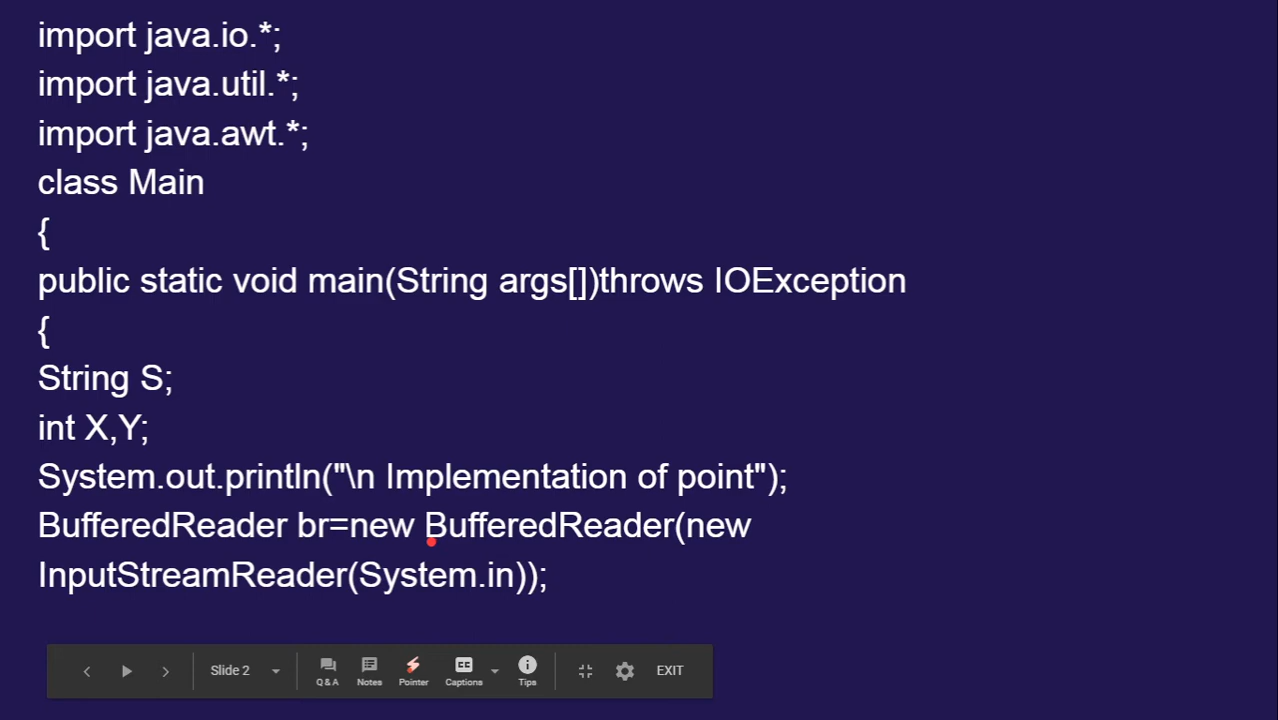 import java.io.*;
import java.util.*;
import java.awt.*;
class Main
{
public static void main(String args[])throws IOException
{
String S;
int X,Y;
System.out.println("\n Implementation of point");
BufferedReader br=new BufferedReader(new
InputStreamReader(System.in));
Slide 2
Q & A
Notes
Pointer
CC
Captions
Tips
EXIT